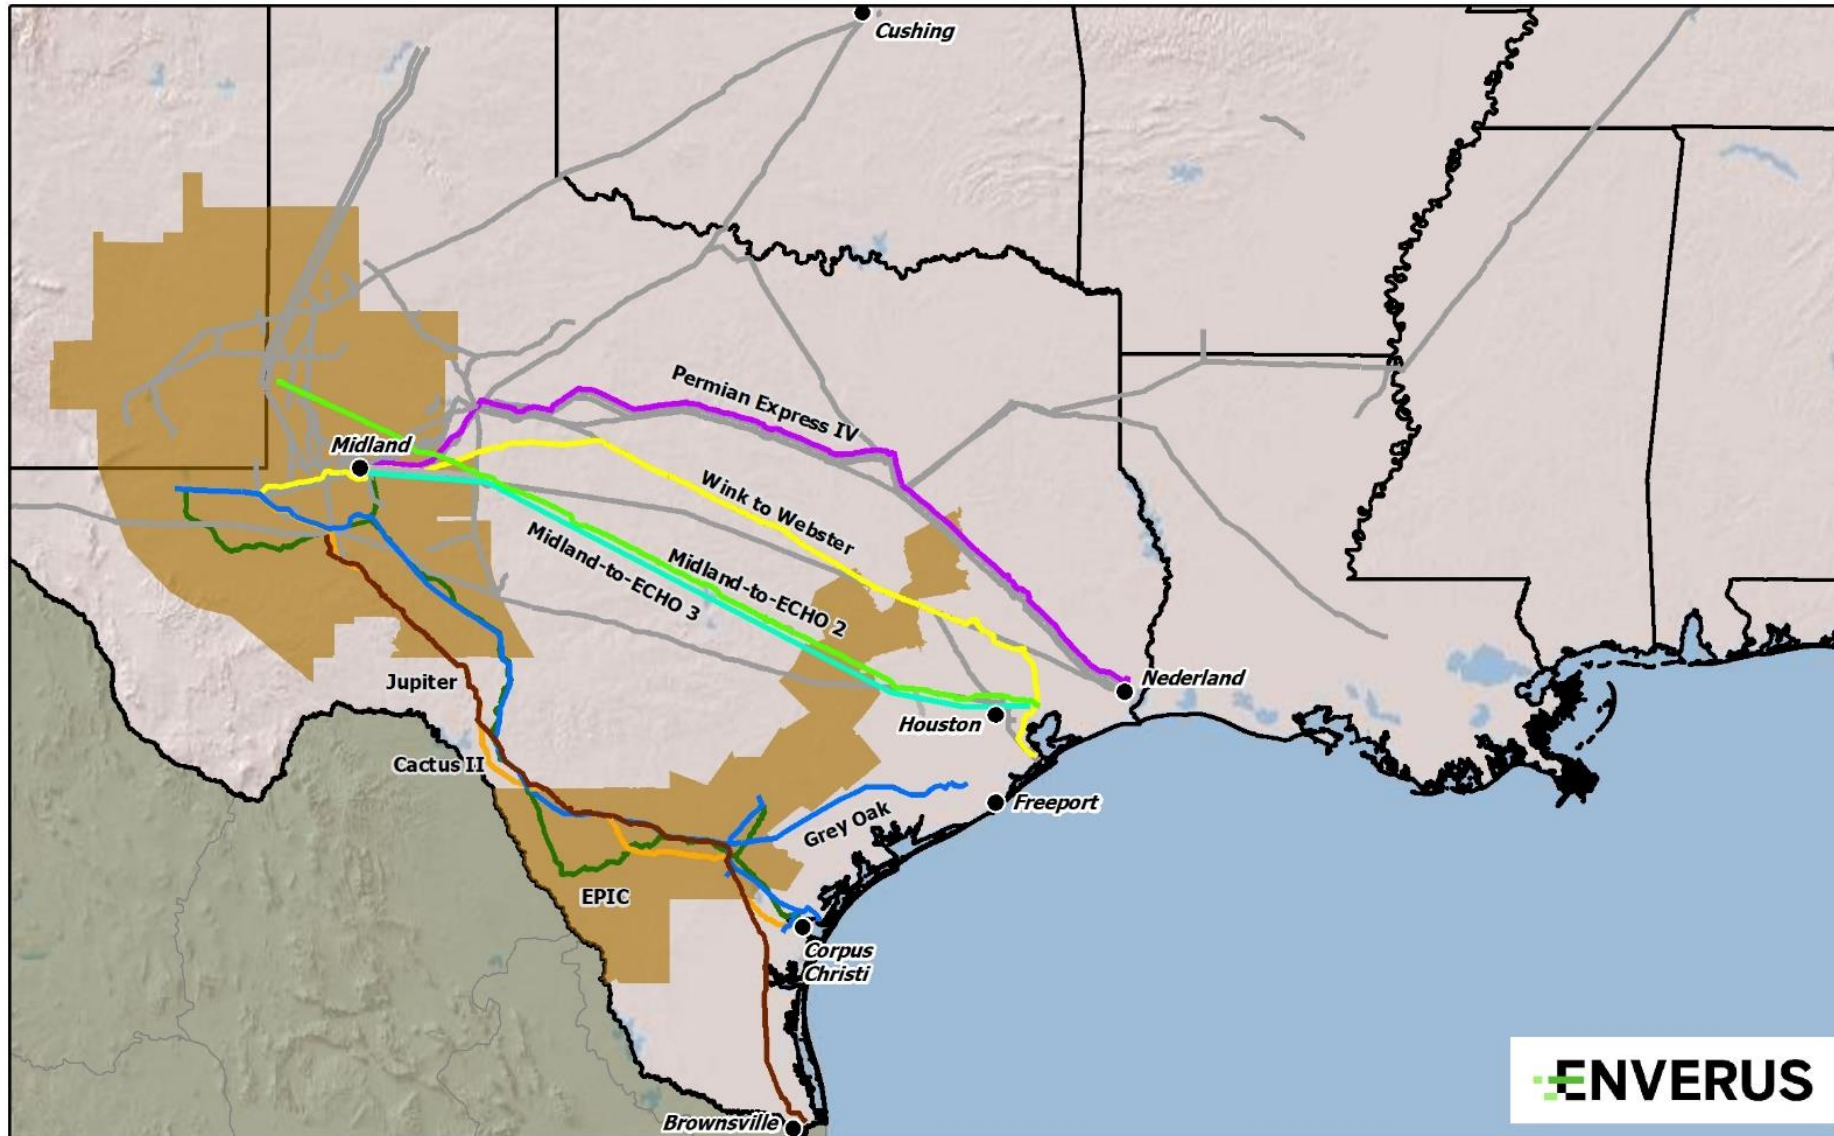 Cushing
Permian Express IV
Midland
Wink to Webster
Midland-to-ECHO 2
Midland-to-ECHO 3
Jupiter
Nederland
Houston
Cactus II
Freeport
Grey Oak
EPIC
Corpus
Christi
Brownsville
ENVERUS